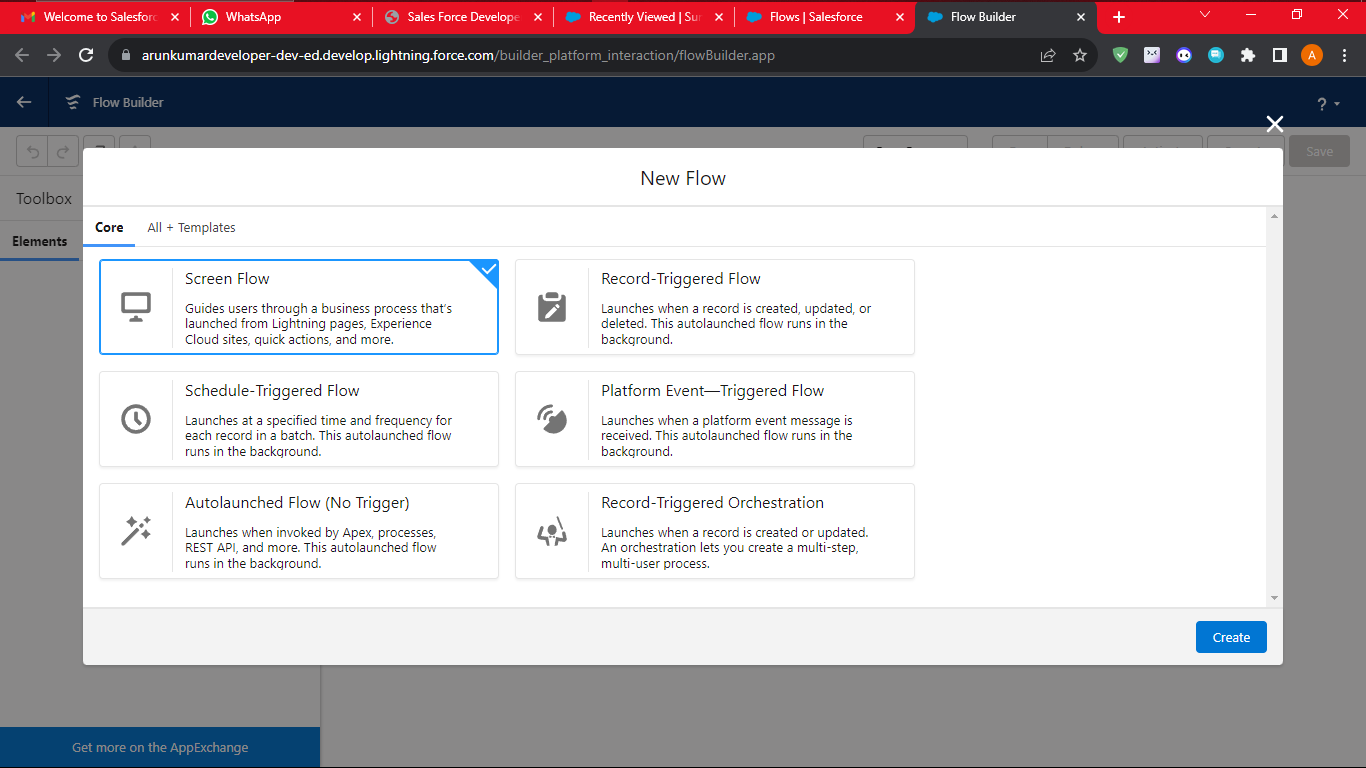 Welcome to Salesforc
WhatsApp
Sales Force Develope
Recently Viewed | Sur
Flows | Salesforce
Flow Builder
arunkumardeveloper-dev-ed.develop.lightning.force.com/builder_platform_interaction/flowBuilder.app
A
Flow Builder
?
Save
New Flow
Toolbox
Core
All + Templates
Elements
Screen Flow
Guides users through a business process that's
launched from Lightning pages, Experience
Cloud sites, quick actions, and more.
Record-Triggered Flow
Launches when a record is created, updated, or
deleted. This autolaunched flow runs in the
background.
Schedule-Triggered Flow
Launches at a specified time and frequency for
each record in a batch. This autolaunched flow
runs in the background.
Platform Event—Triggered Flow
Launches when a platform event message is
received. This autolaunched flow runs in the
background.
Autolaunched Flow (No Trigger)
Launches when invoked by Apex, processes,
REST API, and more. This autolaunched flow
runs in the background.
Record-Triggered Orchestration
Launches when a record is created or updated.
An orchestration lets you create a multi-step,
multi-user process.
Create
Get more on the AppExchange